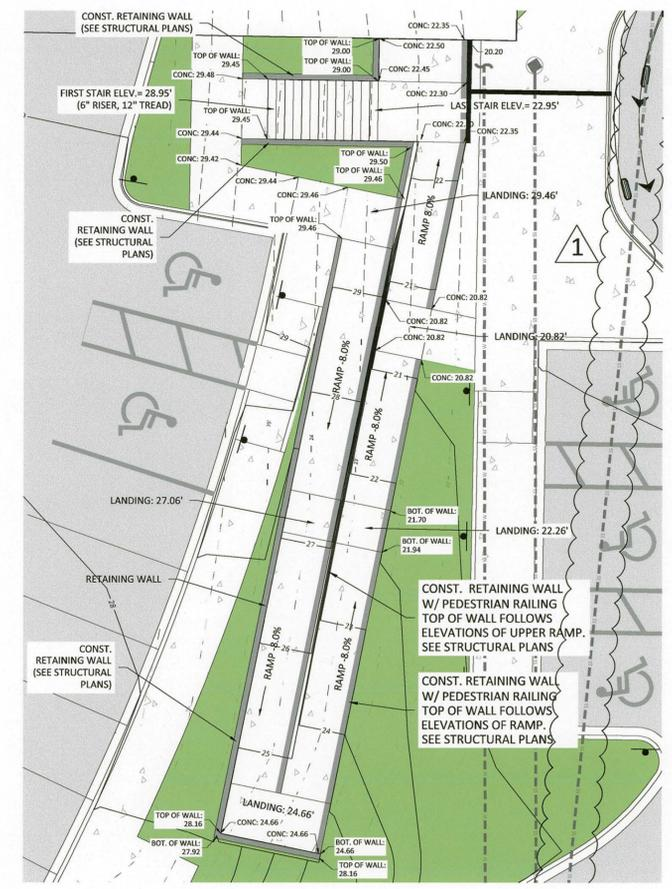 CONST. RETAINING WALL
(SEE STRUCTURAL PLANS)
CONC: 22.35
TOP OF WALL:
29.00
CONC: 22.50
20.20
TOP OF WALL:
29.45
TOP OF WALL:
29.00
CONC: 22.45
CONC: 29.48
CONC: 22.30
FIRST STAIR ELEV.= 28.95'
(6" RISER, 12" TREAD)
LAST STAIR ELEV.= 22.95'
TOP OF WALL:
29.45
CONC: 22.35
CONC: 29.44
CONC: 29.42
TOP OF WALL:
29.50
TOP OF WALL:
29.46
CONC: 29.44
CONC: 29.46
22
LANDING: 29.46'
CONST.
RETAINING WALL
(SEE STRUCTURAL
PLANS)
TOP OF WALL:
29.46
RAMP 8.0%
1
29
21
CONC: 20.82
CONC: 20.82
29
CONC: 20.82
LANDING: 20.82'
RAMP -8.0%
21
CONC: 20.82
28
RAMP -8.0%
22
LANDING: 27.06'
BOT. OF WALL:
21.70
LANDING: 22.26'
27
BOT. OF WALL:
21.94
RETAINING WALL
28
CONST. RETAINING WALL
W/ PEDESTRIAN RAILING
TOP OF WALL FOLLOWS
ELEVATIONS OF UPPER RAMP.
SEE STRUCTURAL PLANS
RAMP -8.0%
26
RAMP -8.0%
CONST.
RETAINING WALL
(SEE STRUCTURAL
PLANS)
CONST. RETAINING WALL
W/ PEDESTRIAN RAILING
TOP OF WALL FOLLOWS
ELEVATIONS OF RAMP.
SEE STRUCTURAL PLANS
24
25
LANDING: 24.66'
TOP OF WALL:
28.16
CONC: 24.66
CONC: 24.66
BOT. OF WALL:
27.92
BOT. OF WALL:
24.66
TOP OF WALL:
28.16